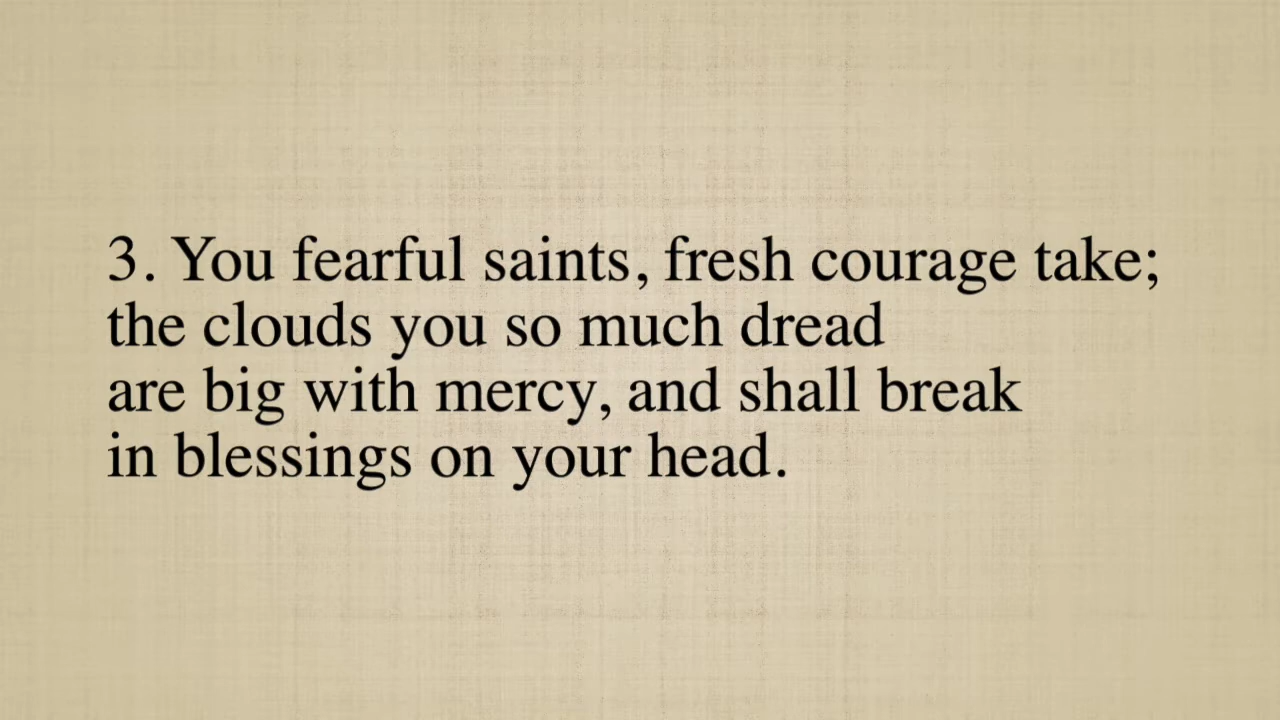 3. You fearful saints, fresh courage take;
the clouds you so much dread
are big with mercy, and shall break
in blessings on your head.